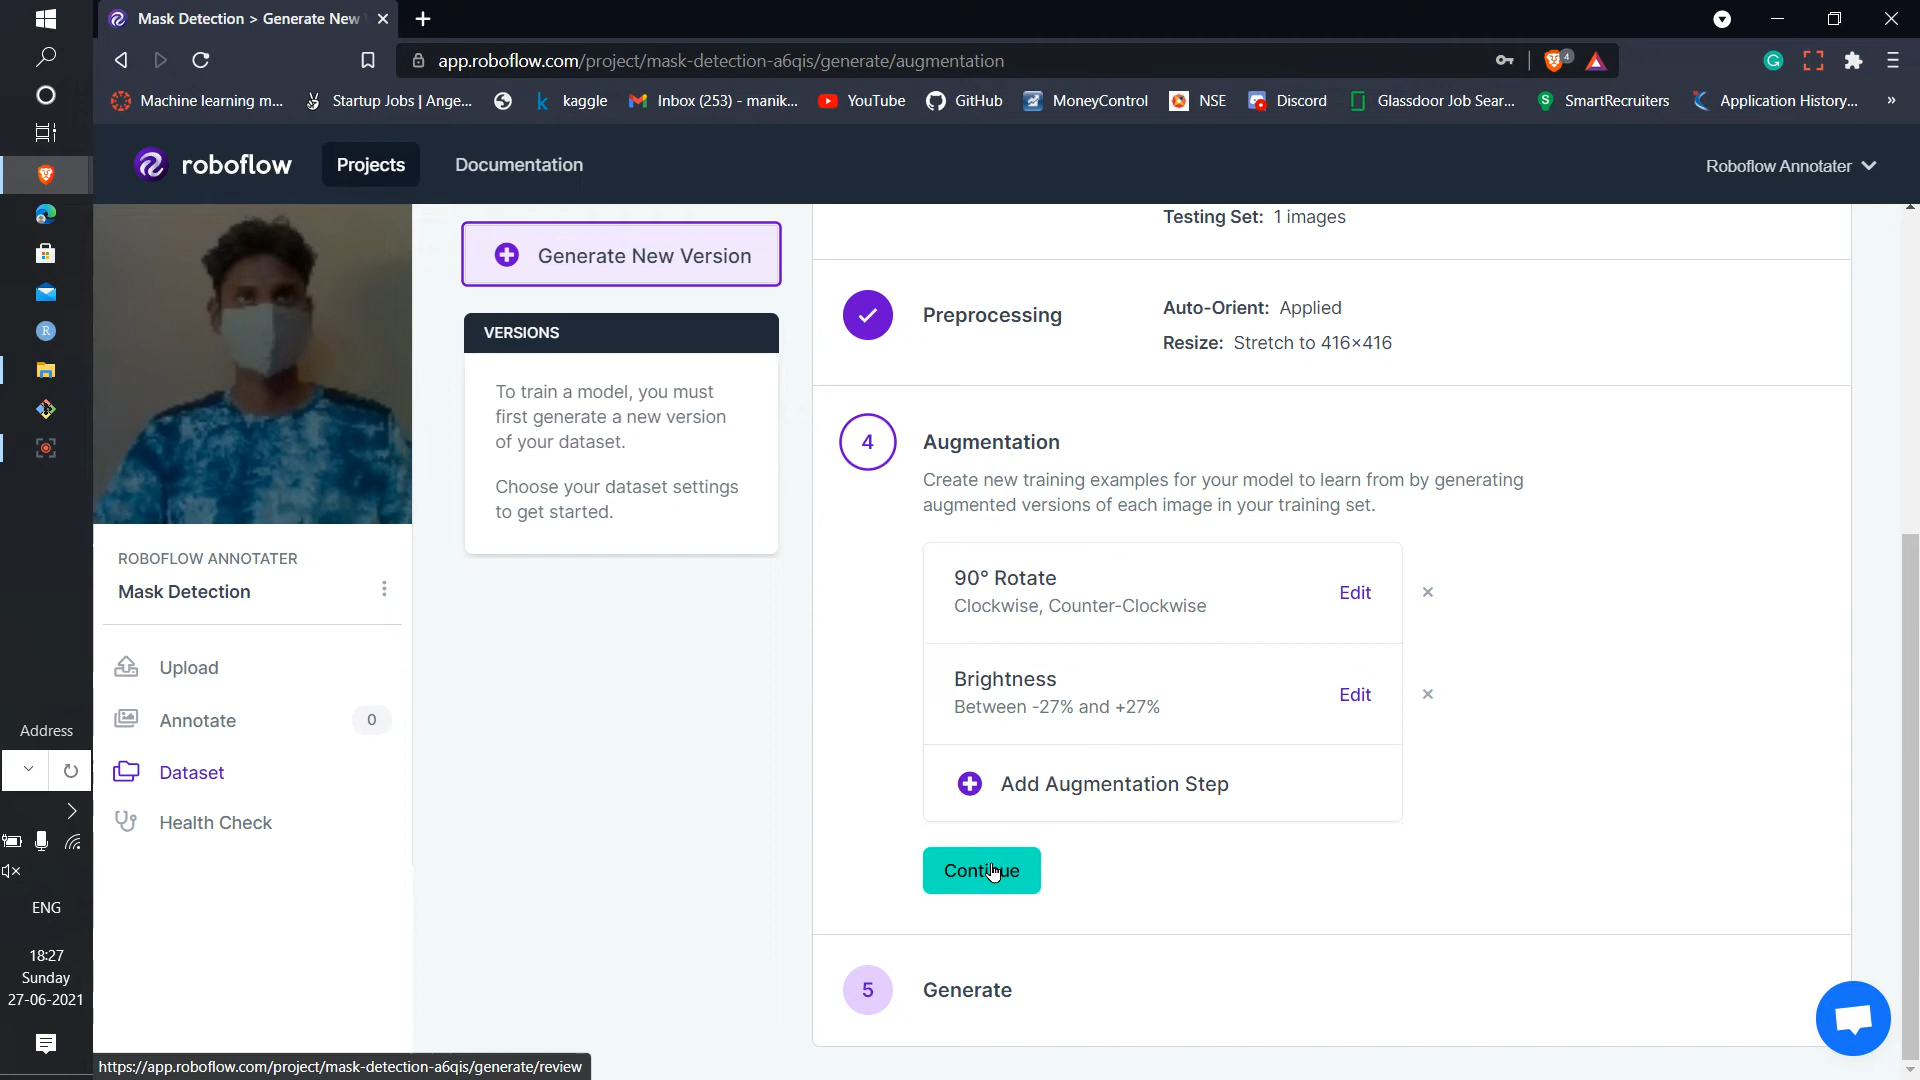 Mask Detection > Generate New
app.roboflow.com/project/mask-detection-a6qis/generate/augmentation
4
Machine learning m...
Startup Jobs | Ange...
kaggle
Inbox (253) - manik...
YouTube
GitHub
MoneyControl
NSE
Discord
Glassdoor Job Sear...
SmartRecruiters
Application History...
»
roboflow
Projects
Documentation
Roboflow Annotater
Generate New Version
VERSIONS
To train a model, you must
first generate a new version
of your dataset.
Choose your dataset settings
to get started.
Testing Set: 1 images
Preprocessing
Auto-Orient: Applied
Resize: Stretch to 416×416
4
Augmentation
Create new training examples for your model to learn from by generating
augmented versions of each image in your training set.
90° Rotate
Clockwise, Counter-Clockwise
Edit
Brightness
Between -27% and +27%
Edit
Add Augmentation Step
Continue
5
Generate
ROBOFLOW ANNOTATER
Mask Detection
Upload
Annotate
0
Dataset
Health Check
Address
ENG
18:27
Sunday
27-06-2021
https://app.roboflow.com/project/mask-detection-a6qis/generate/review